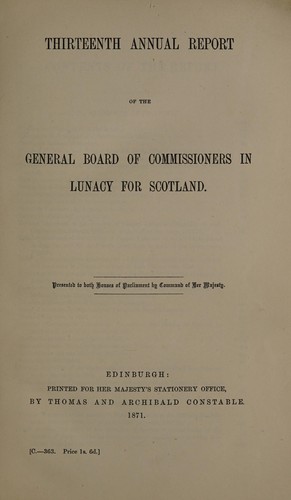 THIRTEENTH ANNUAL REPORT
OF THE
GENERAL BOARD OF COMMISSIONERS IN
LUNACY FOR SCOTLAND.
Presented to both Houses of Parliament by Command of Her Majesty.
EDINBURGH:
PRINTED FOR HER MAJESTY'S STATIONERY OFFICE,
BY THOMAS AND ARCHIBALD CONSTABLE.
1871.
[C.—363. Price 1s. 6d.]